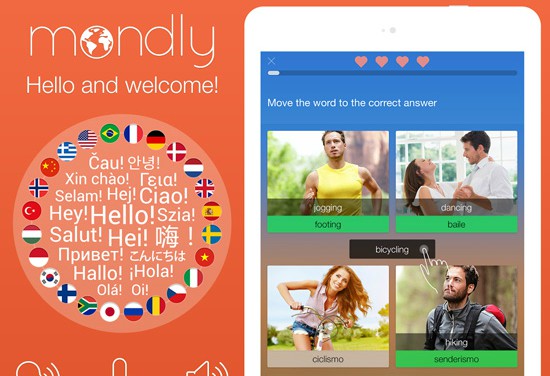 mondly
Hello and welcome!
Čau! 안녕!
Xin chào! Γεια!
Selam! Hej! Ciao!
Hey! Hello! Szia!
Salut! Hei! 嗨!
Привет! こんにちは
Hallo! ¡Hola!
Olá! Oi!
Move the word to the correct answer
jogging
footing
dancing
baile
bicycling
ciclismo
hiking
senderismo